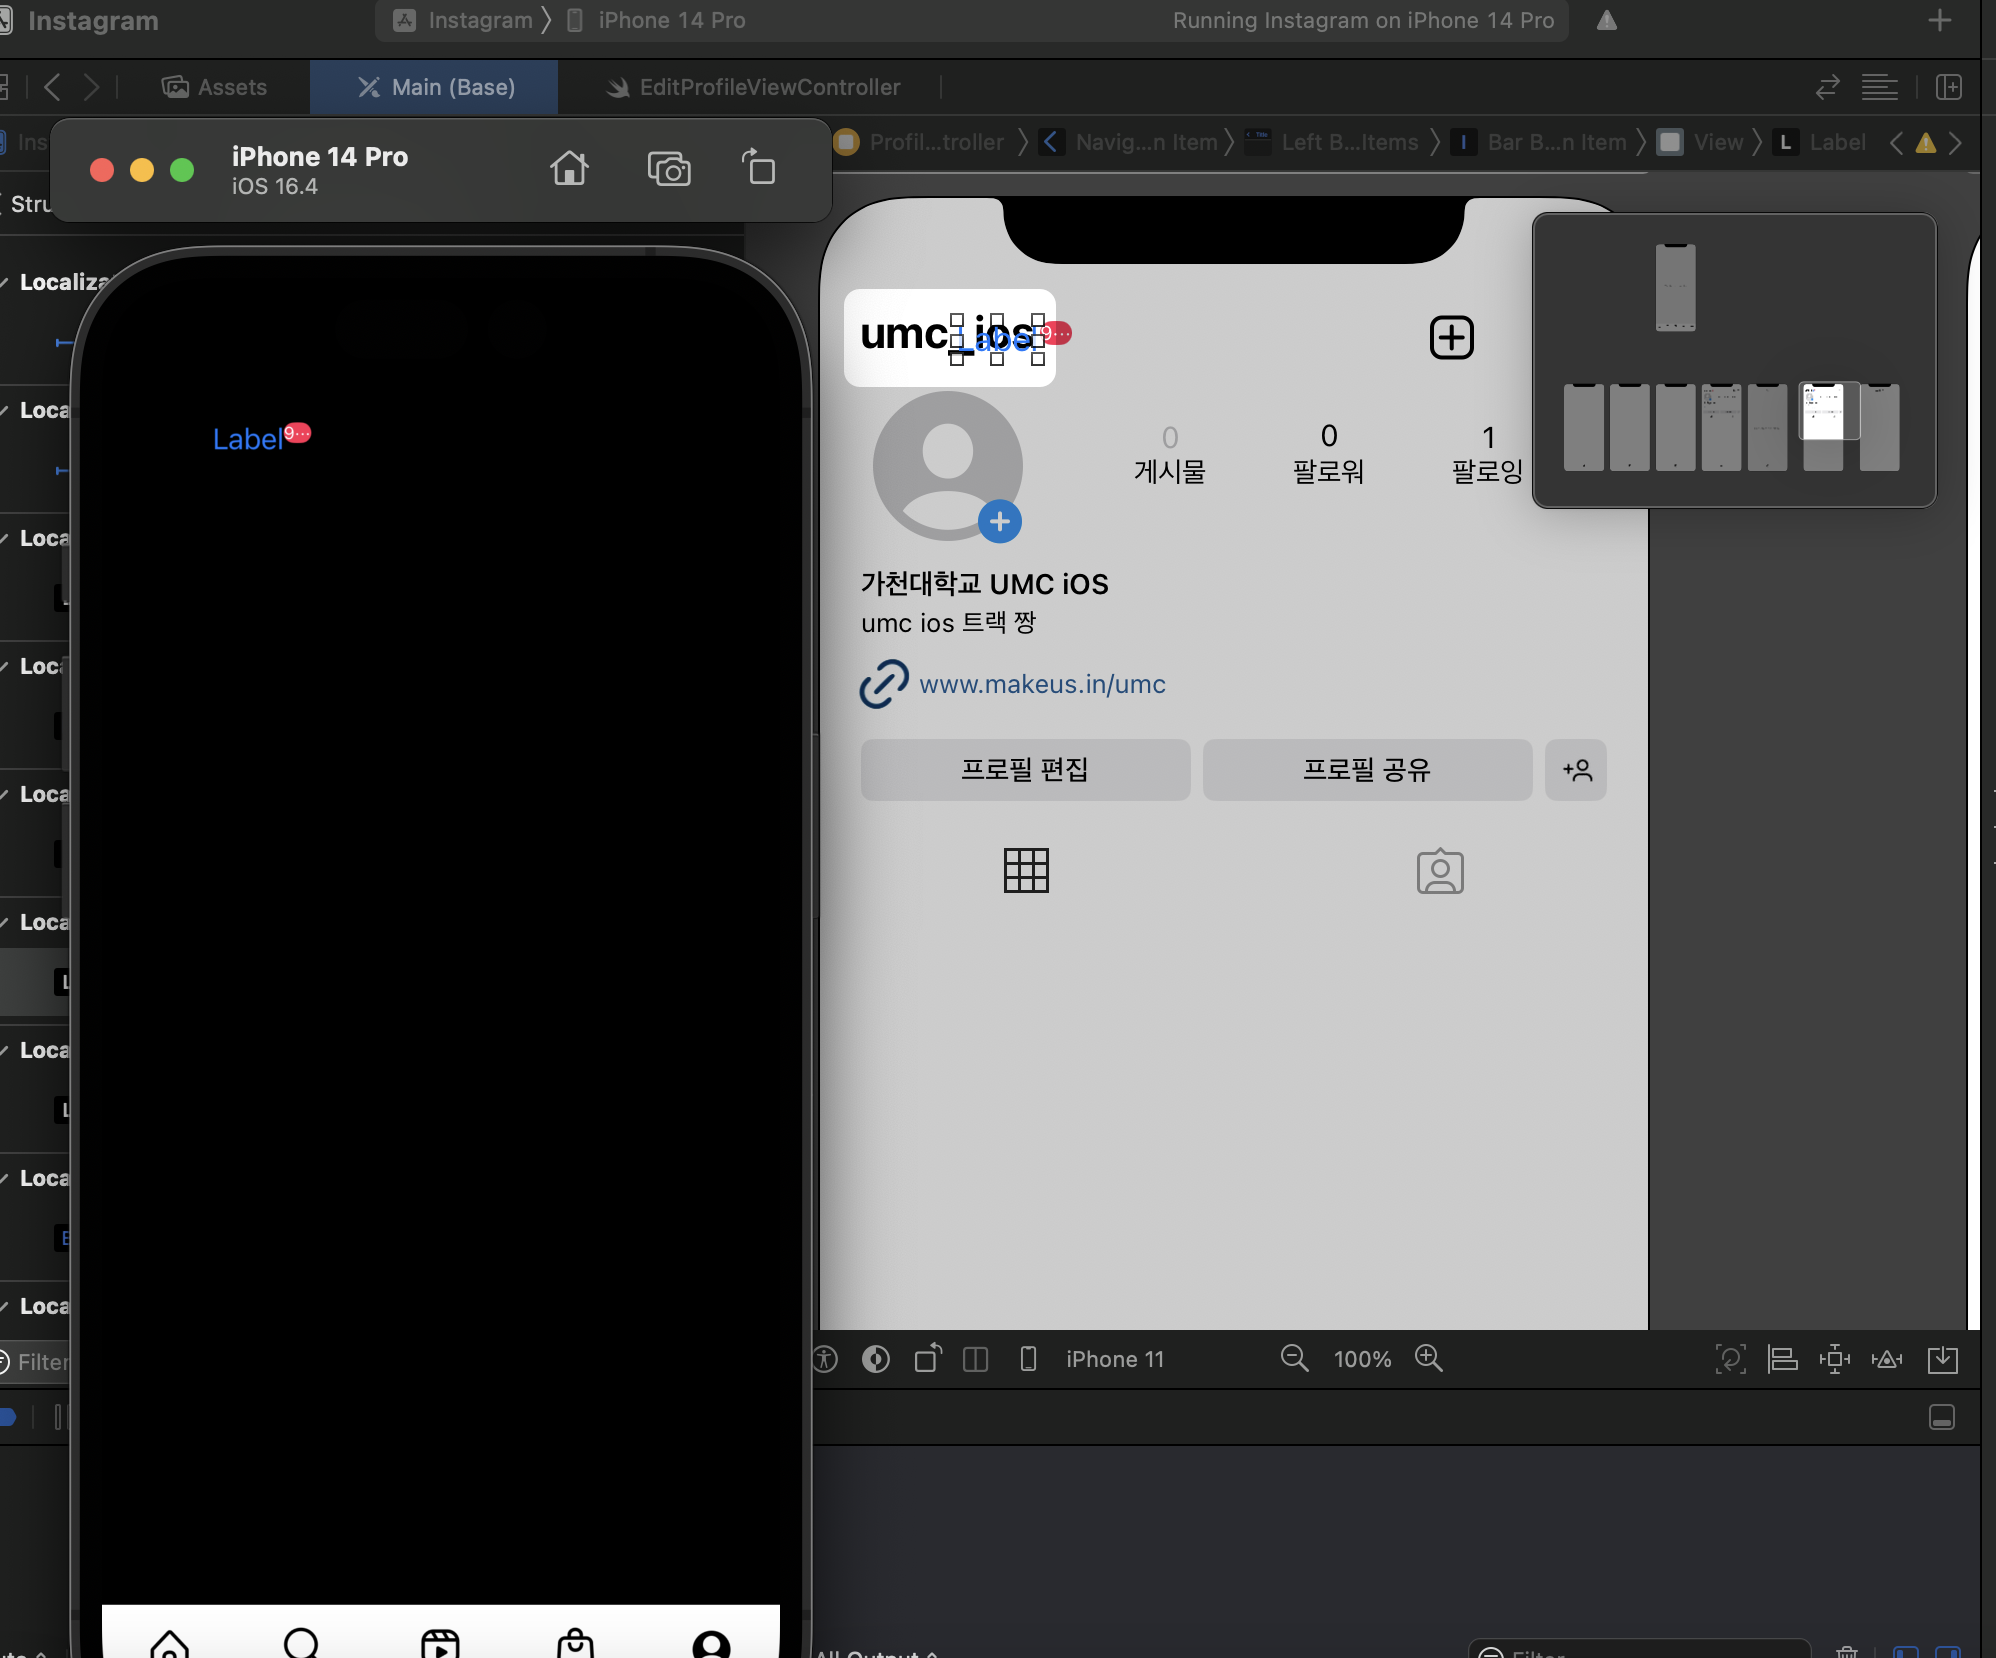 Instagram
Instagram
iPhone 14 Pro
Running Instagram on iPhone 14 Pro
Assets
Main (Base)
EditProfileViewController
Ins
iPhone 14 Pro
iOS 16.4
Profil...troller
Navig...n Item
Left B...Items
Bar B...n Item
View
L
Label
Stru
Localiza
Loca
Loca
Loca
Loca
Loca
L
Loca
L
Loca
Loca
Filter
Label
9...
umc_ios
Label
9...
0
게시물
0
팔로워
1
팔로잉
가천대학교 UMC iOS
umc ios 트랙 짱
www.makeus.in/umc
프로필 편집
프로필 공유
iPhone 11
100%
All Output
Filter